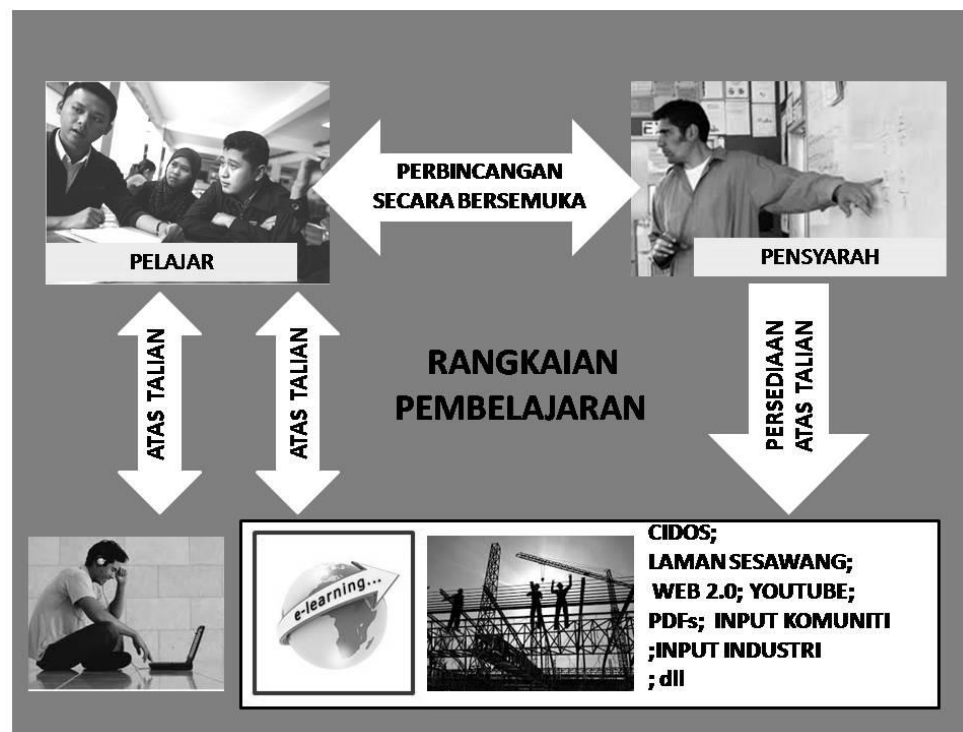 PERBINCANGAN
SECARA BERSEMUKA
PELAJAR
PENSYARAH
ATAS TALIAN
ATAS TALIAN
RANGKAIAN
PEMBELAJARAN
PERSEDIAAN
ATAS TALIAN
e-learning...
CIDOS;
LAMAN SESAWANG;
WEB 2.0; YOUTUBE;
PDFs; INPUT KOMUNITI
;INPUT INDUSTRI
; dll